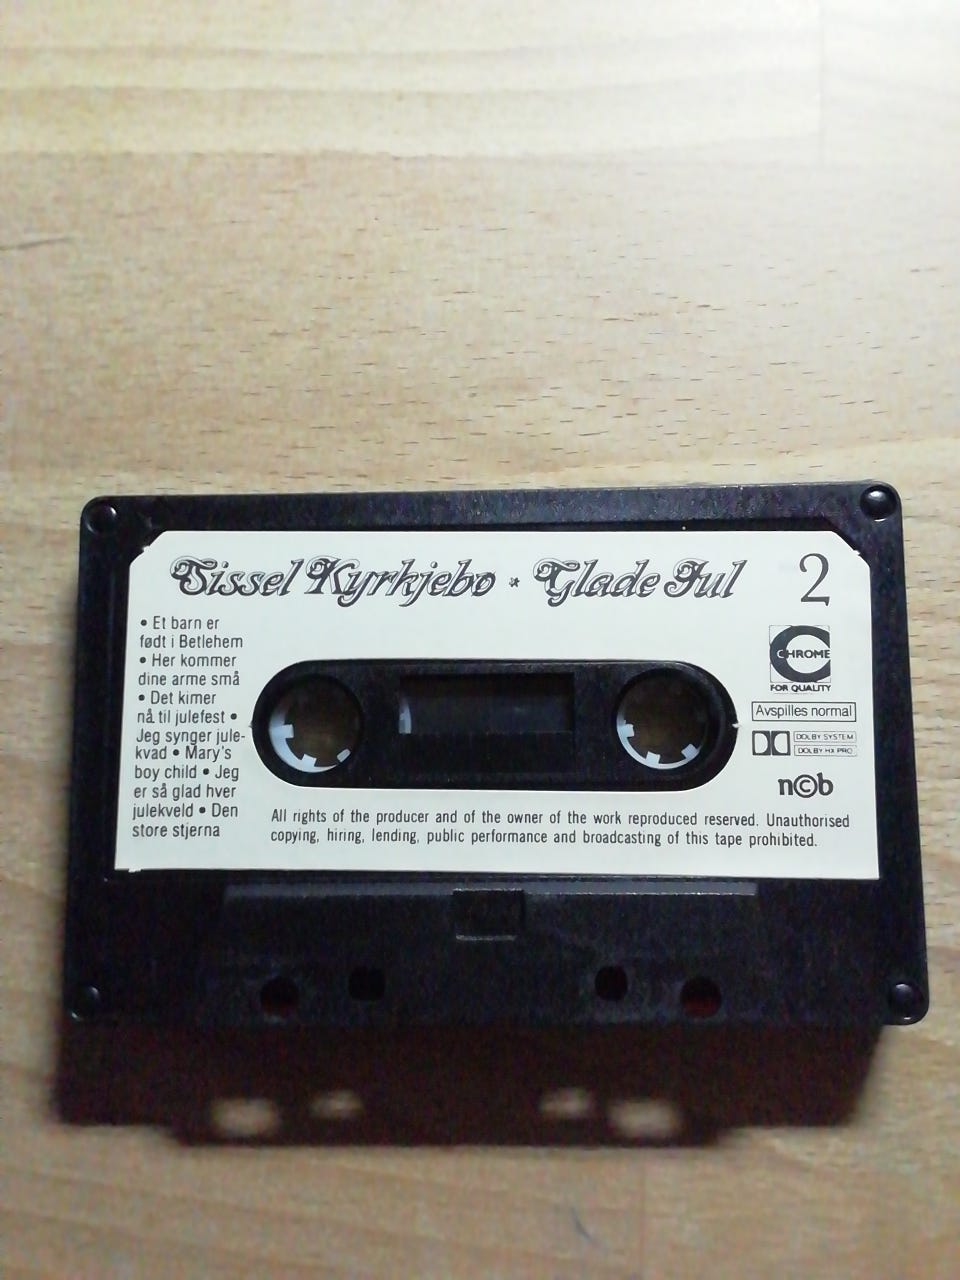 Sissel Kyrkjebø * Glade Jul
2
• Et barn er
født i Betlehem
• Her kommer
dine arme små
• Det kimer
nå til julefest •
Jeg synger jule-
kvad • Mary's
boy child • Jeg
er så glad hver
julekveld • Den
store stjerna
CHROME
FOR QUALITY
Avspilles normal
DOLBY SYSTEM
DOLBY HX PRO
n©b
All rights of the producer and of the owner of the work reproduced reserved. Unauthorised
copying, hiring, lending, public performance and broadcasting of this tape prohibited.